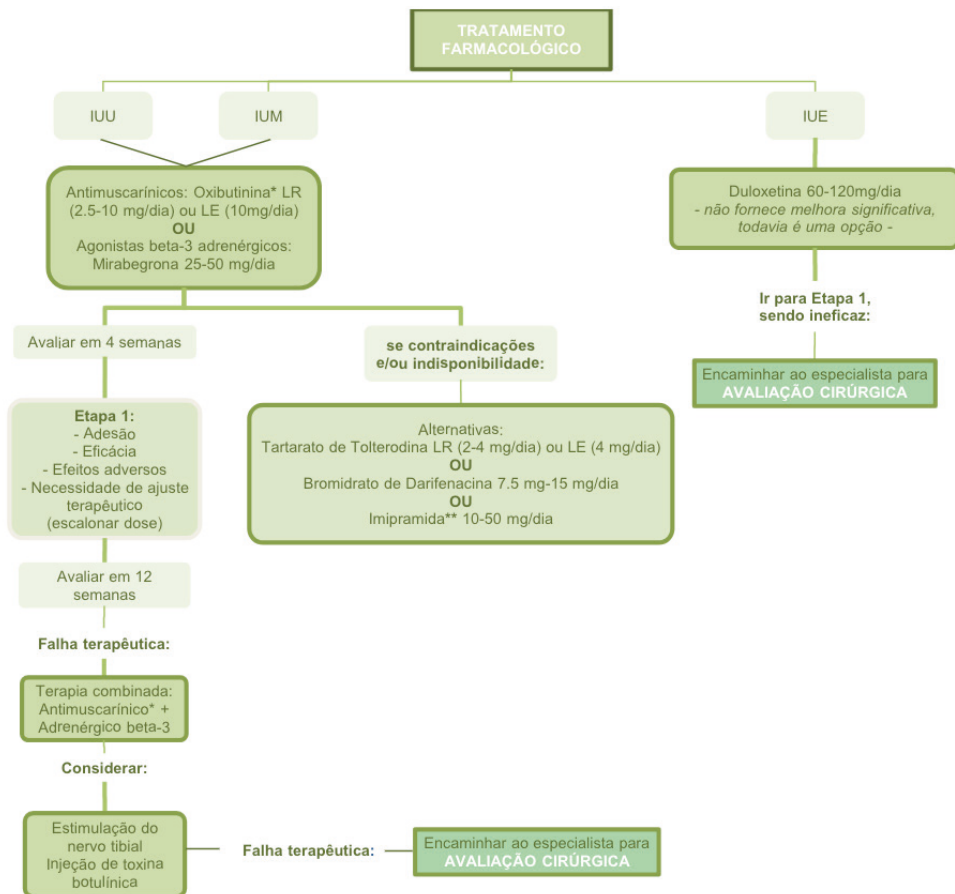 TRATAMENTO
FARMACOLÓGICO
IUU
IUM
IUE
Antimuscarínicos: Oxibutinina* LR
(2.5-10 mg/dia) ou LE (10mg/dia)
OU
Agonistas beta-3 adrenérgicos:
Mirabegrona 25-50 mg/dia
Duloxetina 60-120mg/dia
- não fornece melhora significativa,
todavia é uma opção -
Ir para Etapa 1,
sendo ineficaz:
Encaminhar ao especialista para
AVALIAÇÃO CIRÚRGICA
Avaliar em 4 semanas
se contraindicações
e/ou indisponibilidade:
Etapa 1:
- Adesão
- Eficácia
- Efeitos adversos
- Necessidade de ajuste
terapêutico
(escalonar dose)
Alternativas:
Tartarato de Tolterodina LR (2-4 mg/dia) ou LE (4 mg/dia)
OU
Bromidrato de Darifenacina 7.5 mg-15 mg/dia
OU
Imipramida** 10-50 mg/dia
Avaliar em 12
semanas
Falha terapêutica:
Terapia combinada:
Antimuscarínico* +
Adrenérgico beta-3
Considerar:
Estimulação do
nervo tibial
Injeção de toxina
botulínica
Falha terapêutica:
Encaminhar ao especialista para
AVALIAÇÃO CIRÚRGICA